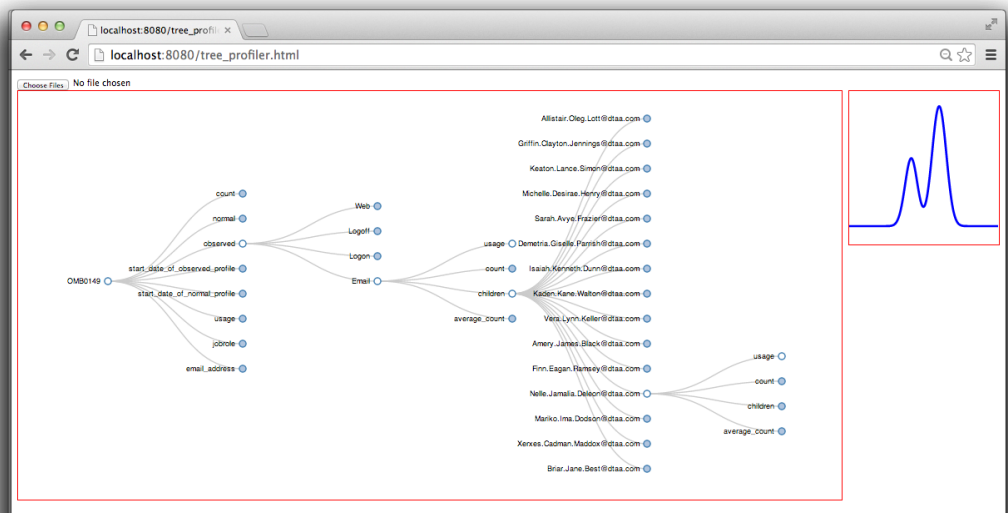 localhost:8080/tree_profile
localhost:8080/tree_profiler.html
Choose Files No file chosen
OMB0149
count
normal
observed
start_date_of_observed_profile
start_date_of_normal_profile
usage
jobrole
email_address
Web
Logoff
Logon
Email
usage
count
children
average_count
Allistair.Oleg.Lott@dtaa.com
Griffin.Clayton.Jennings@dtaa.com
Keaton.Lance.Simon@dtaa.com
Michelle.Desirae.Henry@dtaa.com
Sarah.Avye.Frazier@dtaa.com
Demetria.Giselle.Parrish@dtaa.com
Isaiah.Kenneth.Dunn@dtaa.com
Kaden.Kane.Walton@dtaa.com
Vera.Lynn.Keller@dtaa.com
Amery.James.Black@dtaa.com
Finn.Eagan.Ramsey@dtaa.com
Nelle.Jamalia.Deleon@dtaa.com
Mariko.Ima.Dodson@dtaa.com
Xerxes.Cadman.Maddox@dtaa.com
Briar.Jane.Best@dtaa.com
usage
count
children
average_count